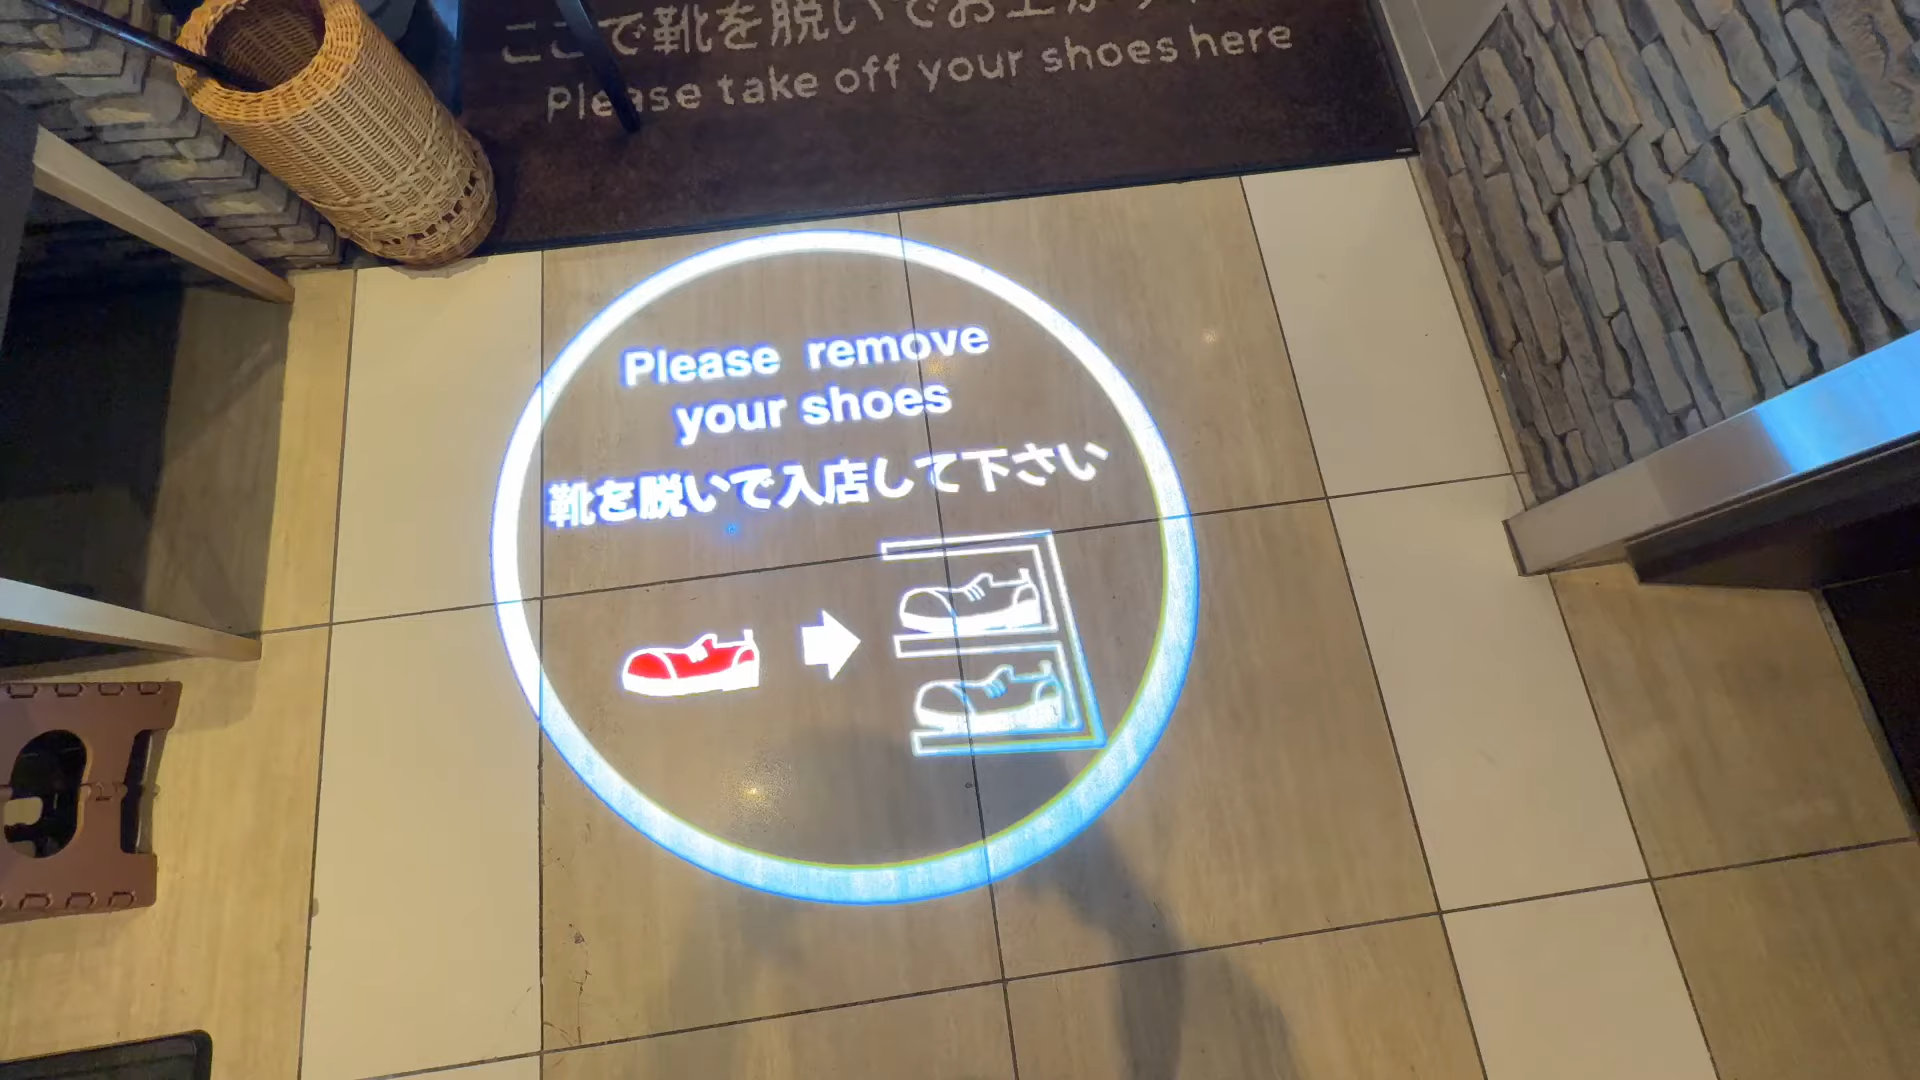 ここで靴を脱いでお上がり
Please take off your shoes here
Please remove
your shoes
靴を脱いで入店して下さい